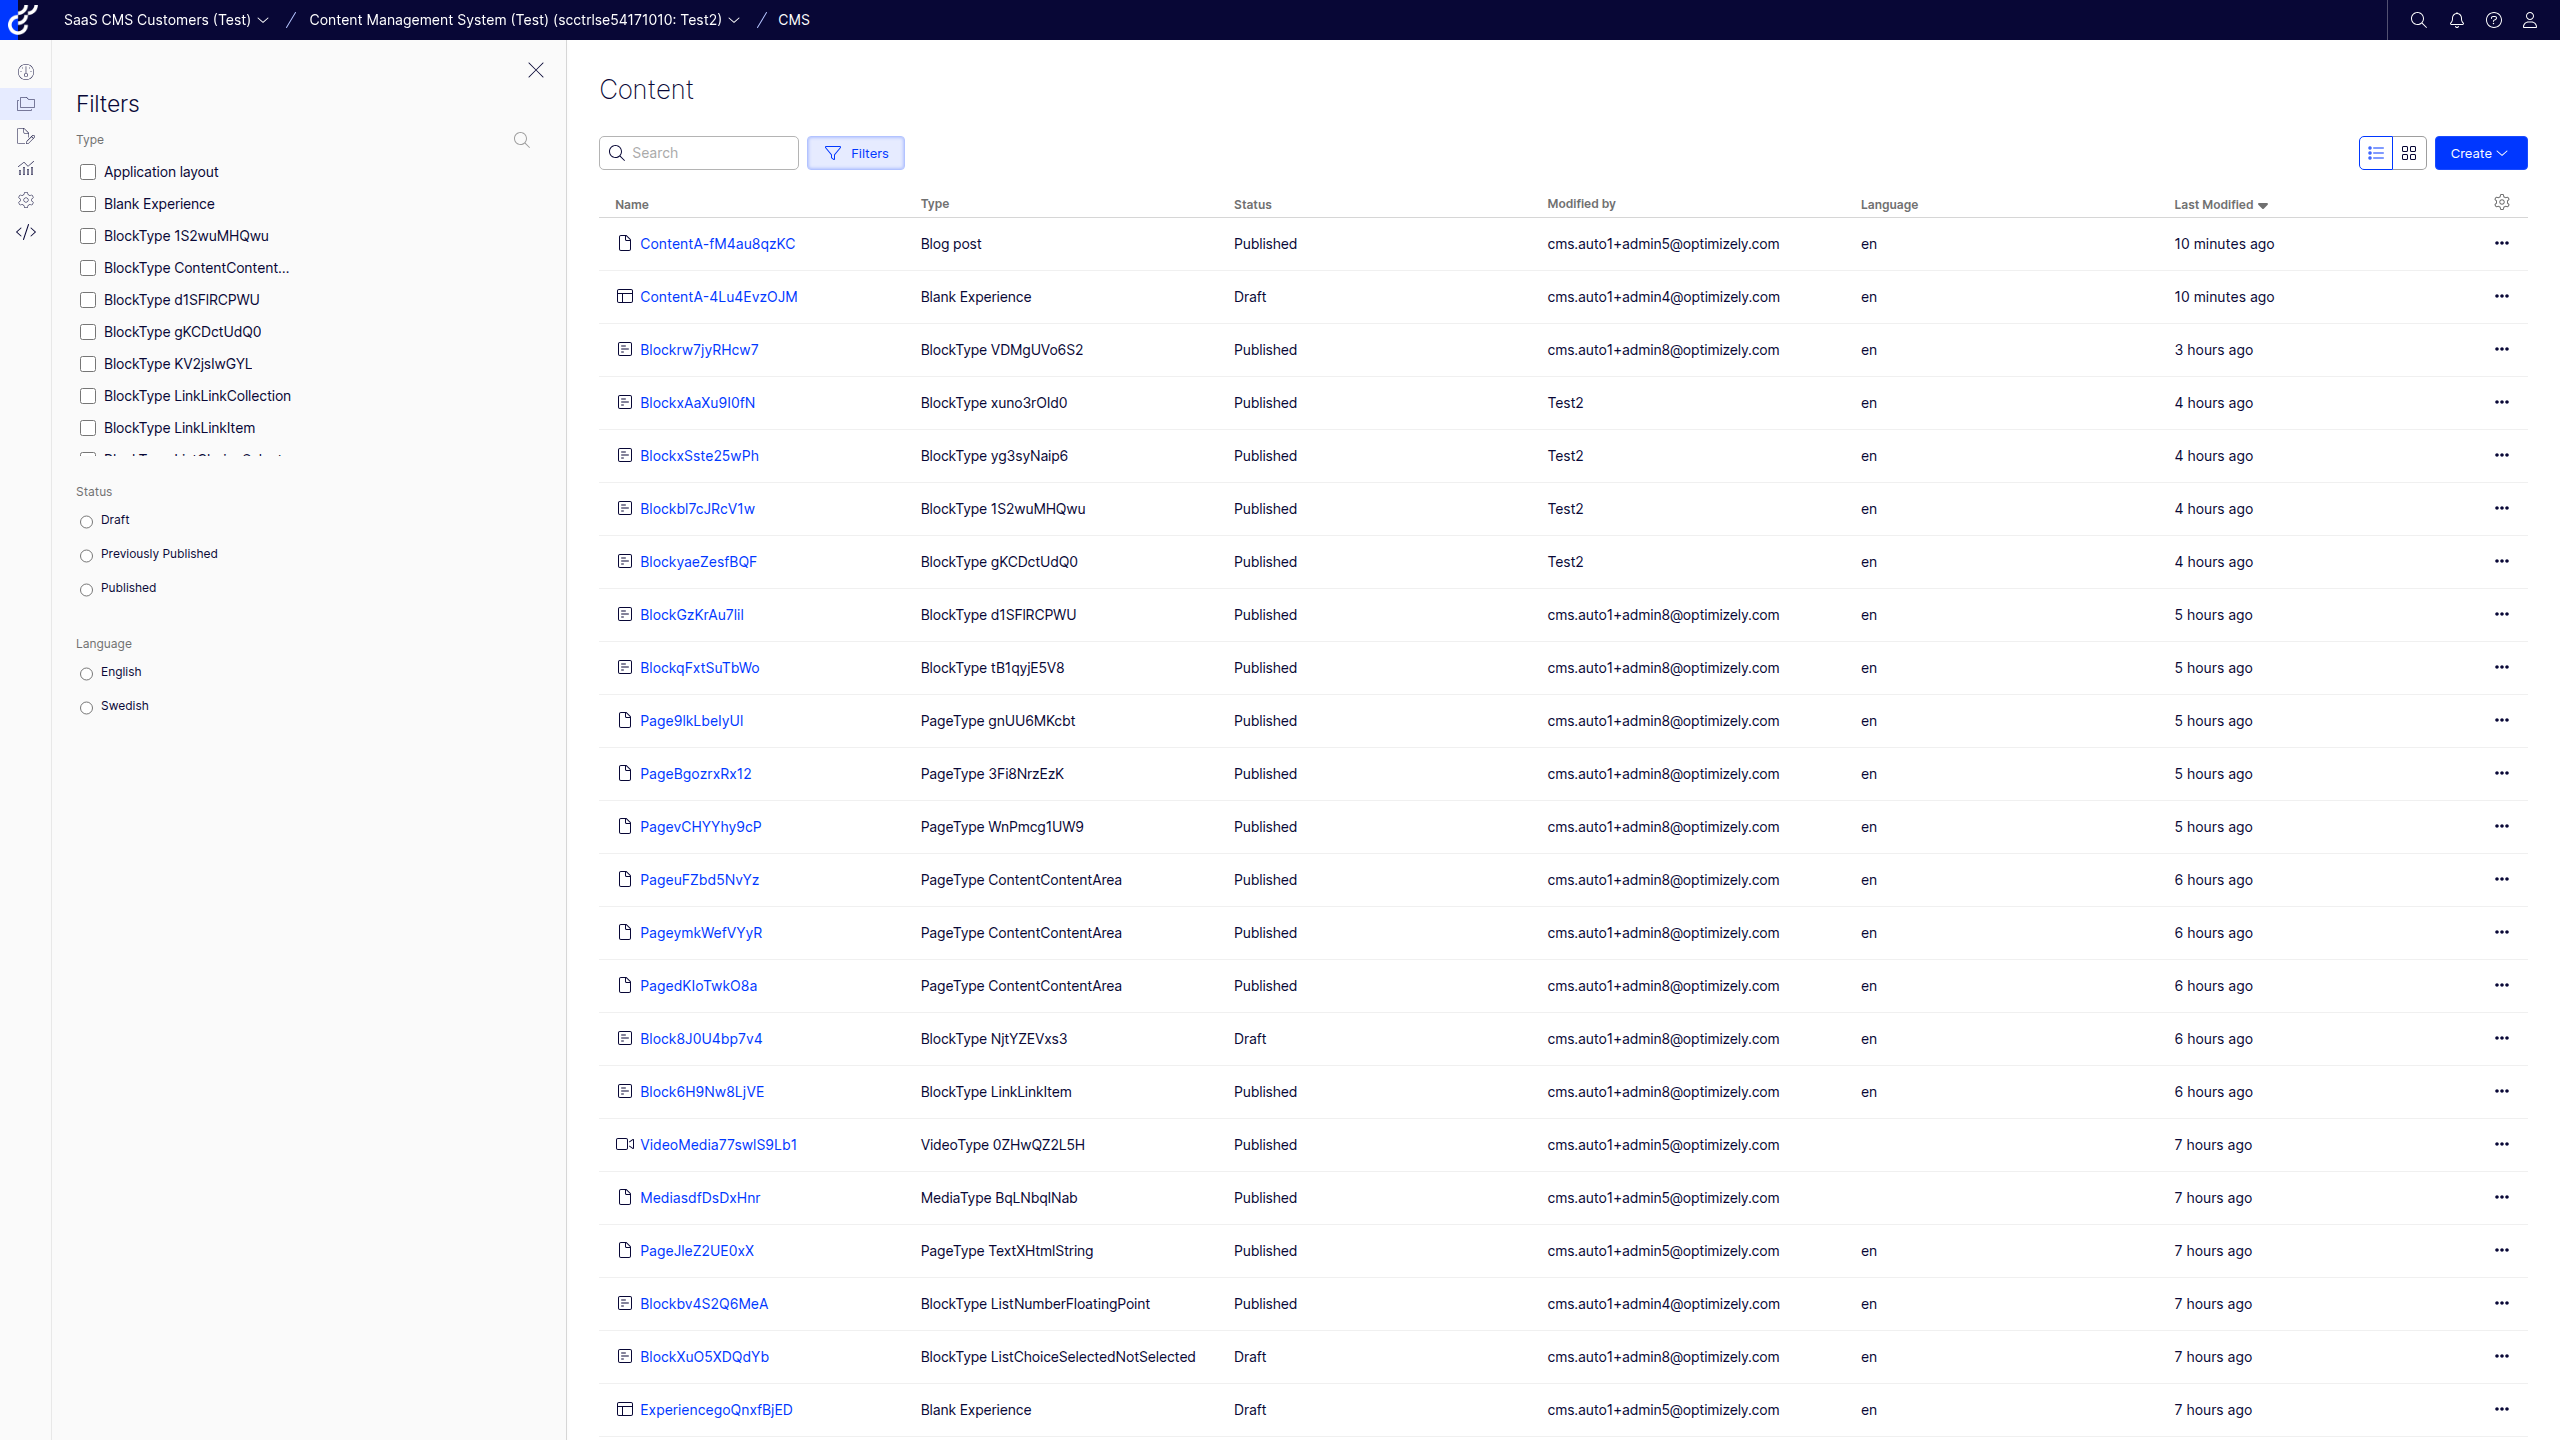 SaaS CMS Customers (Test) / Content Management System (Test) (scctrlse54171010: Test2) / CMS
Filters
Type
Application layout
Blank Experience
BlockType 1S2wuMHQwu
BlockType ContentContent...
BlockType d1SFlRCPWU
BlockType gKCDctUdQ0
BlockType KV2jslwGYL
BlockType LinkLinkCollection
BlockType LinkLinkItem
Status
Draft
Previously Published
Published
Language
English
Swedish
Content
Search Filters Create
Name Type Status Modified by Language Last Modified
ContentA-fM4au8qzKC Blog post Published cms.auto1+admin5@optimizely.com en 10 minutes ago
ContentA-4Lu4EvzOJM Blank Experience Draft cms.auto1+admin4@optimizely.com en 10 minutes ago
Blockrw7jyRHcw7 BlockType VDMgUVo6S2 Published cms.auto1+admin8@optimizely.com en 3 hours ago
BlockxAaXu9I0fN BlockType xuno3rOld0 Published Test2 en 4 hours ago
BlockxSste25wPh BlockType yg3syNaip6 Published Test2 en 4 hours ago
Blockbl7cJRcV1w BlockType 1S2wuMHQwu Published Test2 en 4 hours ago
BlockyaeZesfBQF BlockType gKCDctUdQ0 Published Test2 en 4 hours ago
BlockGzKrAu7lil BlockType d1SFlRCPWU Published cms.auto1+admin8@optimizely.com en 5 hours ago
BlockqFxtSuTbWo BlockType tB1qyjE5V8 Published cms.auto1+admin8@optimizely.com en 5 hours ago
Page9lkLbelyUl PageType gnUU6MKcbt Published cms.auto1+admin8@optimizely.com en 5 hours ago
PageBgozrxRx12 PageType 3Fi8NrzEzK Published cms.auto1+admin8@optimizely.com en 5 hours ago
PagevCHYYhy9cP PageType WnPmcg1UW9 Published cms.auto1+admin8@optimizely.com en 5 hours ago
PageuFZbd5NvYz PageType ContentContentArea Published cms.auto1+admin8@optimizely.com en 6 hours ago
PageymkWefVYyR PageType ContentContentArea Published cms.auto1+admin8@optimizely.com en 6 hours ago
PagedKloTwkO8a PageType ContentContentArea Published cms.auto1+admin8@optimizely.com en 6 hours ago
Block8J0U4bp7v4 BlockType NjtYZEVxs3 Draft cms.auto1+admin8@optimizely.com en 6 hours ago
Block6H9Nw8LjVE BlockType LinkLinkItem Published cms.auto1+admin8@optimizely.com en 6 hours ago
VideoMedia77swlS9Lb1 VideoType 0ZHwQZ2L5H Published cms.auto1+admin5@optimizely.com 7 hours ago
MediasdfDsDxHnr MediaType BqLNbqlNab Published cms.auto1+admin5@optimizely.com 7 hours ago
PageJleZ2UE0xX PageType TextXHtmlString Published cms.auto1+admin5@optimizely.com en 7 hours ago
Blockbv4S2Q6MeA BlockType ListNumberFloatingPoint Published cms.auto1+admin4@optimizely.com en 7 hours ago
BlockXuO5XDQdYb BlockType ListChoiceSelectedNotSelected Draft cms.auto1+admin8@optimizely.com en 7 hours ago
ExperiencegoQnxfBjED Blank Experience Draft cms.auto1+admin5@optimizely.com en 7 hours ago